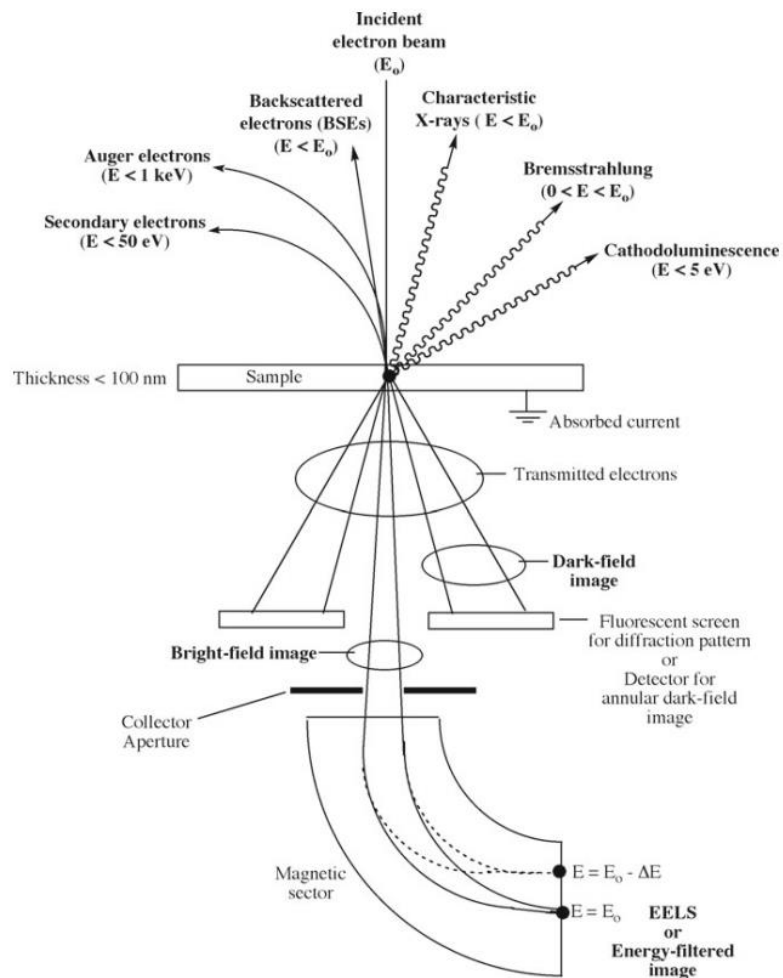 Incident
electron beam
(E₀)
Backscattered
electrons (BSEs)
(E < E₀)
Characteristic
X-rays ( E < E₀)
Auger electrons
(E < 1 keV)
Bremsstrahlung
(0 < E < E₀)
Secondary electrons
(E < 50 eV)
Cathodoluminescence
(E < 5 eV)
Thickness < 100 nm
Sample
Absorbed current
Transmitted electrons
Dark-field
image
Fluorescent screen
for diffraction pattern
or
Detector for
annular dark-field
image
Bright-field image
Collector
Aperture
Magnetic
sector
E = E₀ - ΔE
E = E₀
EELS
or
Energy-filtered
image